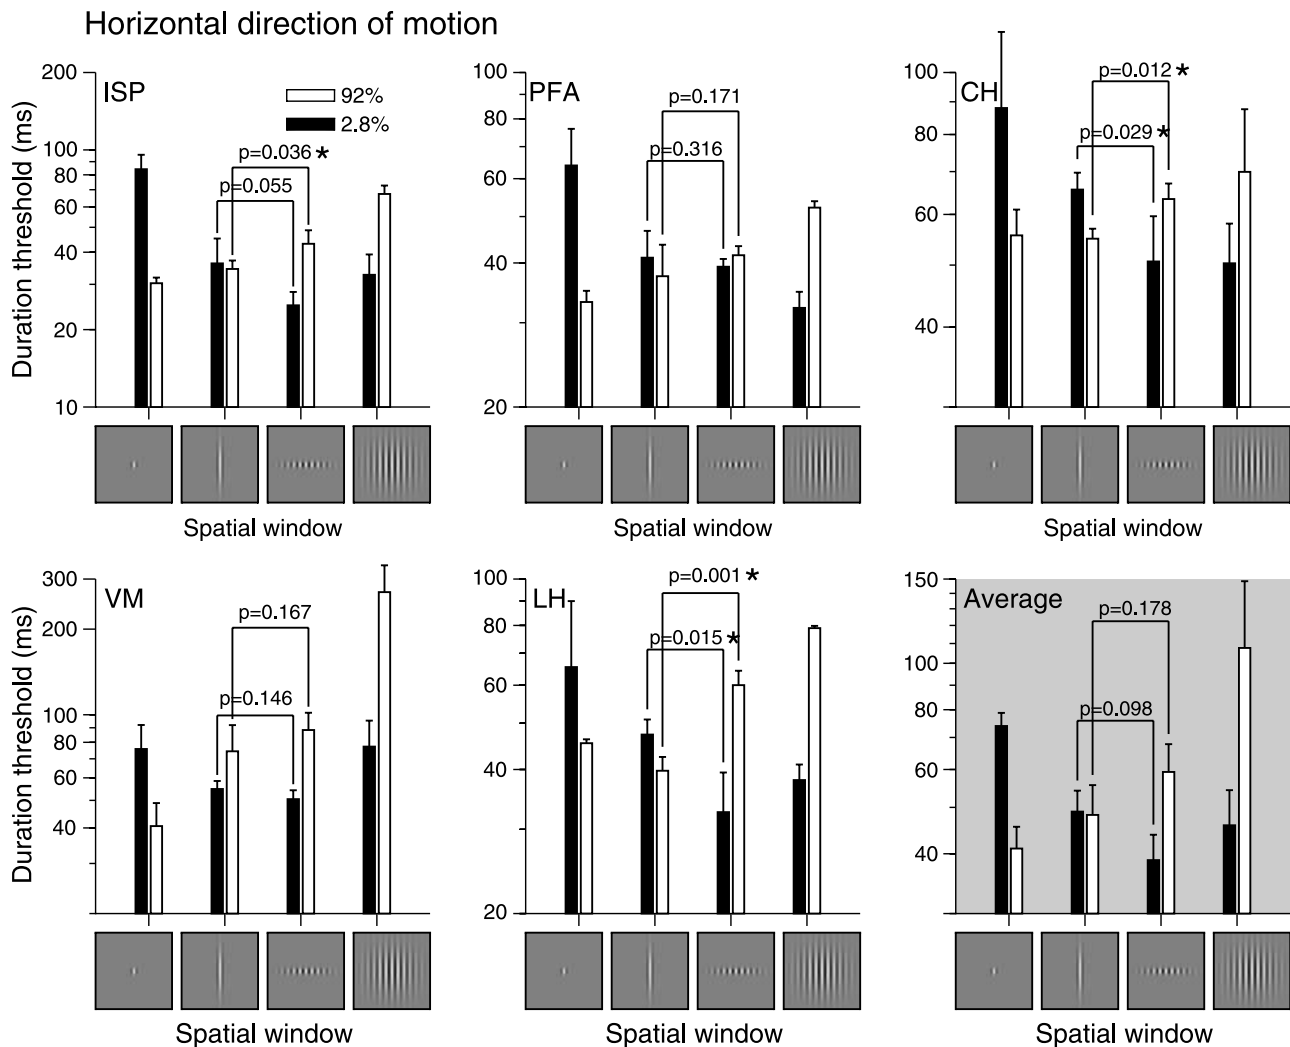 Horizontal direction of motion
Duration threshold (ms)
200
100
80
60
40
20
10
ISP
92%
2.8%
p=0.036 *
p=0.055
Spatial window
100
80
60
40
20
PFA
p=0.171
p=0.316
Spatial window
100
80
60
40
CH
p=0.012 *
p=0.029 *
Spatial window
Duration threshold (ms)
300
200
100
80
60
40
VM
p=0.167
p=0.146
Spatial window
100
80
60
40
20
LH
p=0.001 *
p=0.015 *
Spatial window
150
100
80
60
40
Average
p=0.178
p=0.098
Spatial window